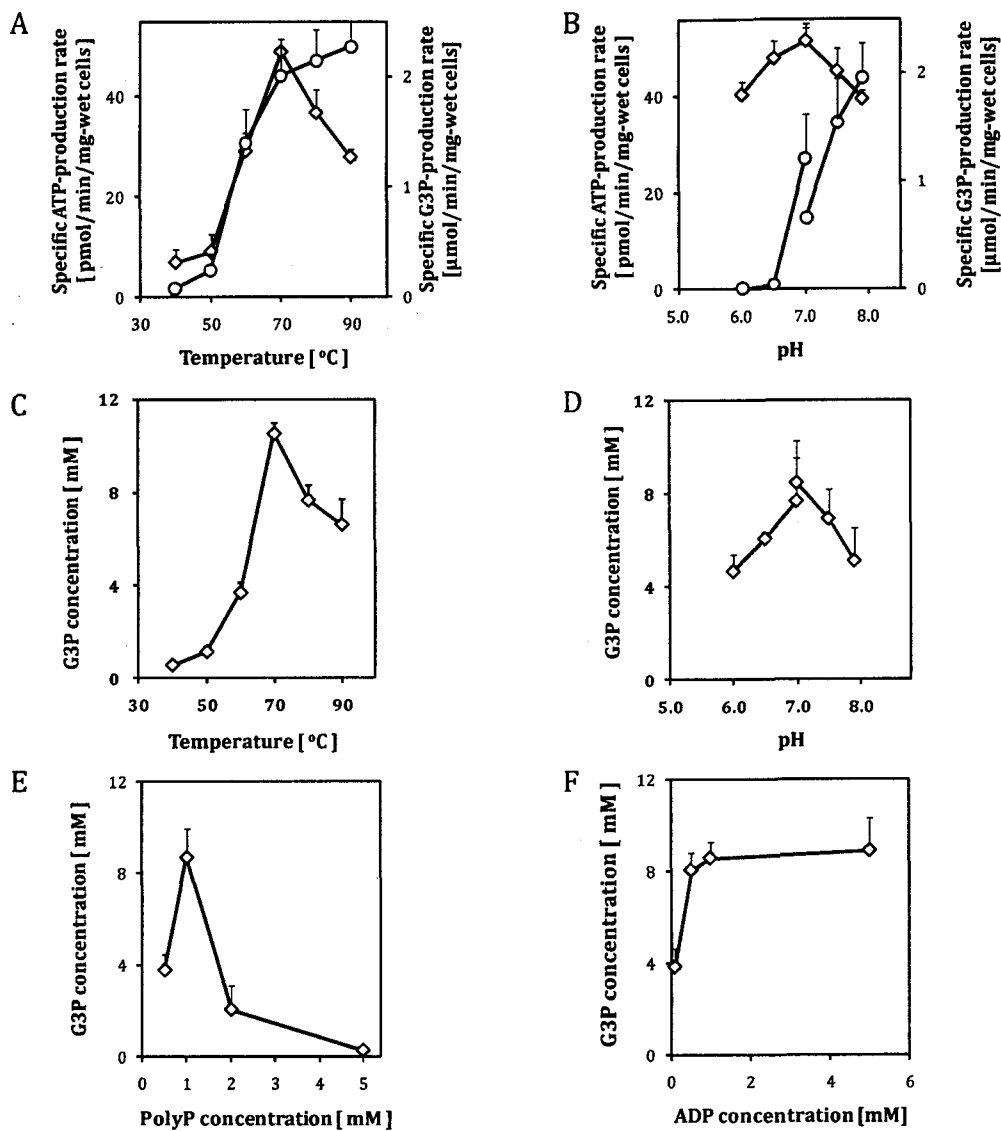 A
Specific ATP-production rate
[ pmol/min/mg-wet cells]
40
20
0
2
1
0
Specific G3P-production rate
[ μmol/min/mg-wet cells]
30 50 70 90
Temperature [ °C]
B
Specific ATP-production rate
[ pmol/min/mg-wet cells]
40
20
0
2
1
0
Specific G3P-production rate
[ μmol/min/mg-wet cells]
5.0 6.0 7.0 8.0
pH
C
G3P concentration [ mM]
12
8
4
0
30 50 70 90
Temperature [ °C]
D
G3P concentration [ mM]
12
8
4
0
5.0 6.0 7.0 8.0
pH
E
G3P concentration [ mM]
12
8
4
0
0 1 2 3 4 5
PolyP concentration [ mM]
F
G3P concentration [ mM]
12
8
4
0
0 2 4 6
ADP concentration [mM]